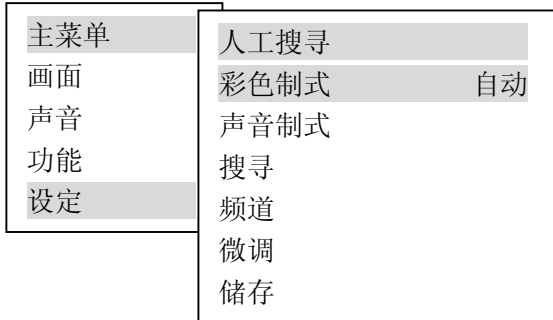 主菜单
画面
声音
功能
设定
人工搜寻
彩色制式 自动
声音制式
搜寻
频道
微调
储存